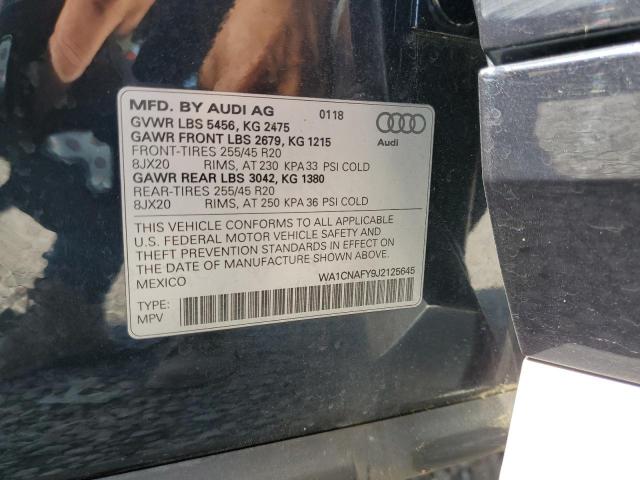 MFD. BY AUDI AG 0118
GVWR LBS 5456, KG 2475
GAWR FRONT LBS 2679, KG 1215
FRONT-TIRES 255/45 R20
8JX20 RIMS, AT 230 KPA 33 PSI COLD
GAWR REAR LBS 3042, KG 1380
REAR-TIRES 255/45 R20
8JX20 RIMS, AT 250 KPA 36 PSI COLD
Audi
THIS VEHICLE CONFORMS TO ALL APPLICABLE
U.S. FEDERAL MOTOR VEHICLE SAFETY AND
THEFT PREVENTION STANDARDS IN EFFECT ON
THE DATE OF MANUFACTURE SHOWN ABOVE.
MEXICO WA1CNAFY9J2125645
TYPE:
MPV